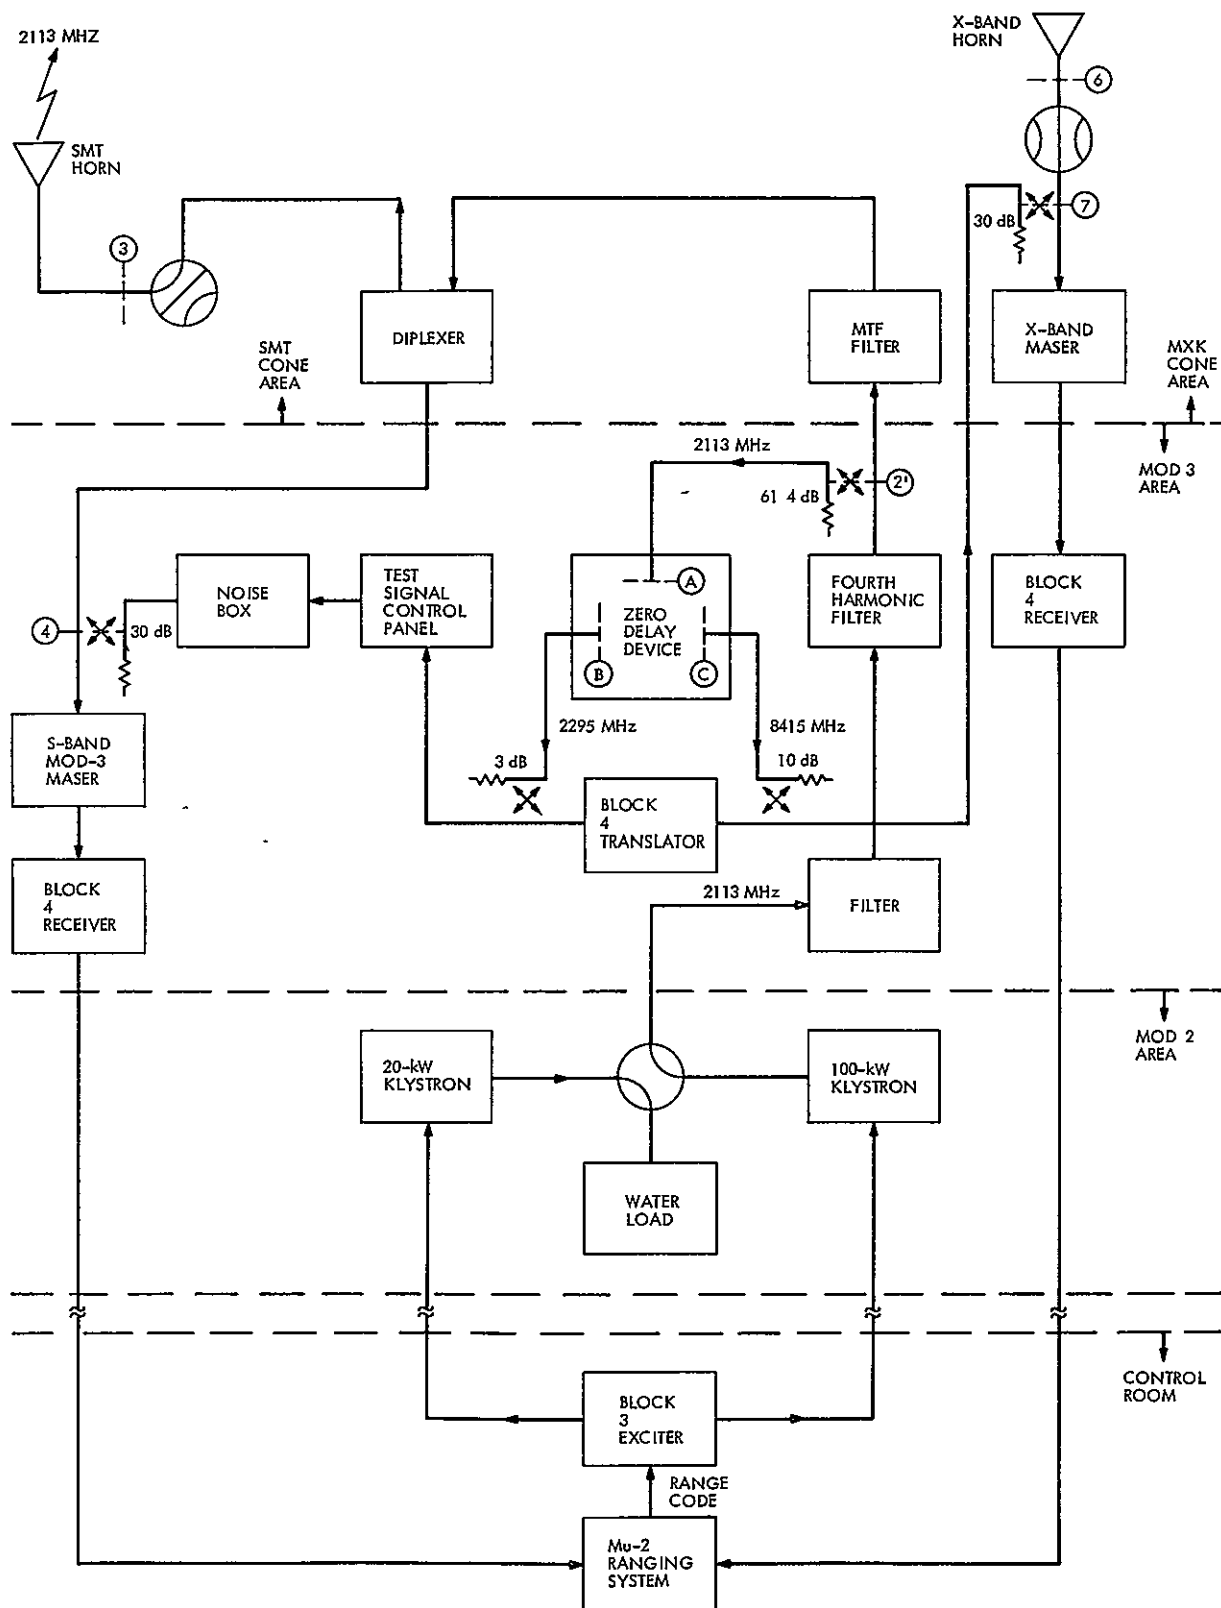 2113 MHZ
SMT
HORN
X-BAND
HORN
6
7
30 dB
3
DIPLEXER
MTF
FILTER
X-BAND
MASER
SMT
CONE
AREA
MXK
CONE
AREA
MOD 3
AREA
2113 MHz
61 4 dB
2'
NOISE
BOX
TEST
SIGNAL
CONTROL
PANEL
A
ZERO
DELAY
DEVICE
B
C
FOURTH
HARMONIC
FILTER
BLOCK
4
RECEIVER
4
30 dB
2295 MHz
8415 MHz
3 dB
10 dB
S-BAND
MOD-3
MASER
BLOCK
4
TRANSLATOR
BLOCK
4
RECEIVER
2113 MHz
FILTER
MOD 2
AREA
20-kW
KLYSTRON
100-kW
KLYSTRON
WATER
LOAD
CONTROL
ROOM
BLOCK
3
EXCITER
RANGE
CODE
Mu-2
RANGING
SYSTEM